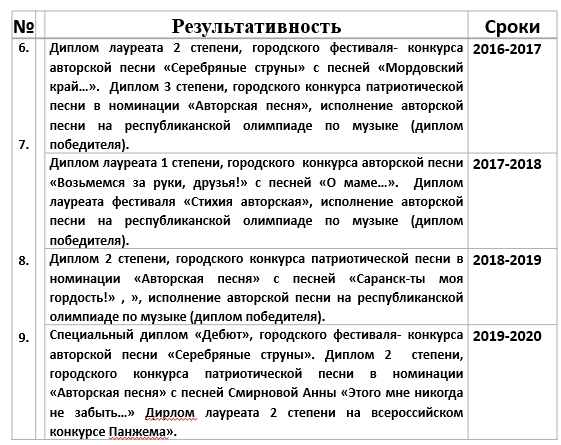 № Результативность Сроки
6. Диплом лауреата 2 степени, городского фестиваля- конкурса 2016-2017
авторской песни «Серебряные струны» с песней «Мордовский
край…». Диплом 3 степени, городского конкурса патриотической
песни в номинации «Авторская песня», исполнение авторской
песни на республиканской олимпиаде по музыке (диплом
7. победителя).
Диплом лауреата 1 степени, городского конкурса авторской песни 2017-2018
«Возьмемся за руки, друзья!» с песней «О маме…». Диплом
лауреата фестиваля «Стихия авторская», исполнение авторской
песни на республиканской олимпиаде по музыке (диплом
победителя).
8. Диплом 2 степени, городского конкурса патриотической песни в 2018-2019
номинации «Авторская песня» с песней «Саранск-ты моя
гордость!» , », исполнение авторской песни на республиканской
олимпиаде по музыке (диплом победителя).
9. Специальный диплом «Дебют», городского фестиваля- конкурса 2019-2020
авторской песни «Серебряные струны». Диплом 2 степени,
городского конкурса патриотической песни в номинации
«Авторская песня» с песней Смирновой Анны «Этого мне никогда
не забыть…» Дирлом лауреата 2 степени на всероссийском
конкурсе Панжема».